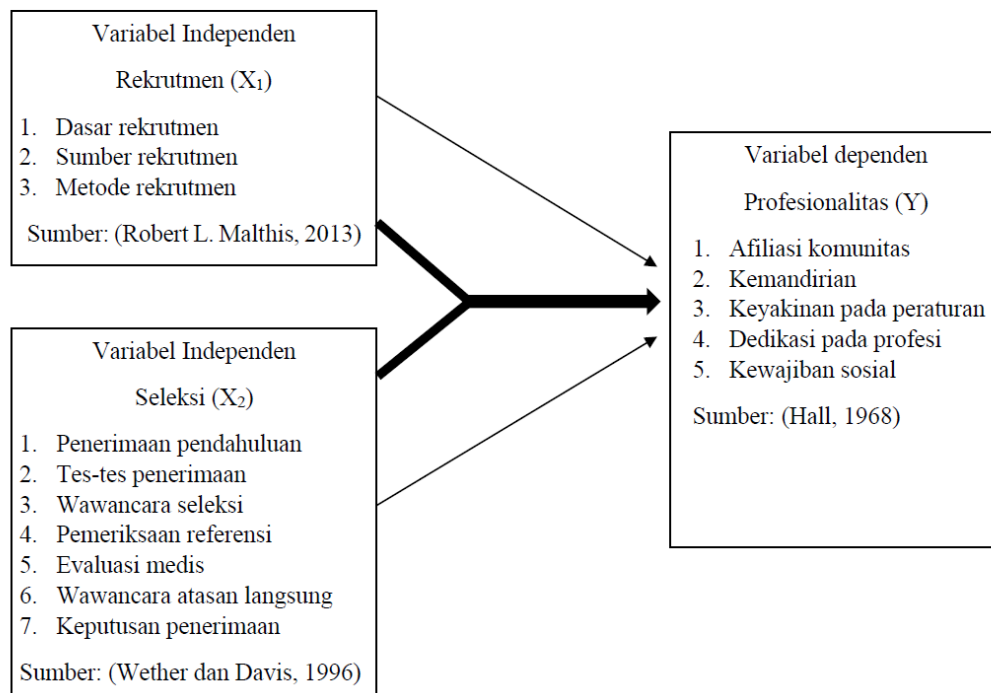 Variabel Independen
Rekrutmen (X₁)
1. Dasar rekrutmen
2. Sumber rekrutmen
3. Metode rekrutmen
Sumber: (Robert L. Malthis, 2013)
Variabel Independen
Seleksi (X₂)
1. Penerimaan pendahuluan
2. Tes-tes penerimaan
3. Wawancara seleksi
4. Pemeriksaan referensi
5. Evaluasi medis
6. Wawancara atasan langsung
7. Keputusan penerimaan
Sumber: (Wether dan Davis, 1996)
Variabel dependen
Profesionalitas (Y)
1. Afiliasi komunitas
2. Kemandirian
3. Keyakinan pada peraturan
4. Dedikasi pada profesi
5. Kewajiban sosial
Sumber: (Hall, 1968)